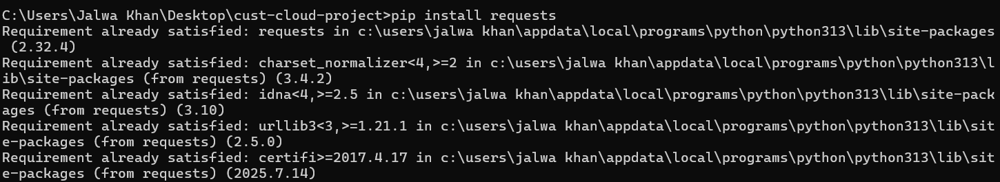 C:\Users\Jalwa Khan\Desktop\cust-cloud-project>pip install requests
Requirement already satisfied: requests in c:\users\jalwa khan\appdata\local\programs\python\python313\lib\site-packages
 (2.32.4)
Requirement already satisfied: charset_normalizer<4,>=2 in c:\users\jalwa khan\appdata\local\programs\python\python313\l
ib\site-packages (from requests) (3.4.2)
Requirement already satisfied: idna<4,>=2.5 in c:\users\jalwa khan\appdata\local\programs\python\python313\lib\site-pack
ages (from requests) (3.10)
Requirement already satisfied: urllib3<3,>=1.21.1 in c:\users\jalwa khan\appdata\local\programs\python\python313\lib\sit
e-packages (from requests) (2.5.0)
Requirement already satisfied: certifi>=2017.4.17 in c:\users\jalwa khan\appdata\local\programs\python\python313\lib\sit
e-packages (from requests) (2025.7.14)